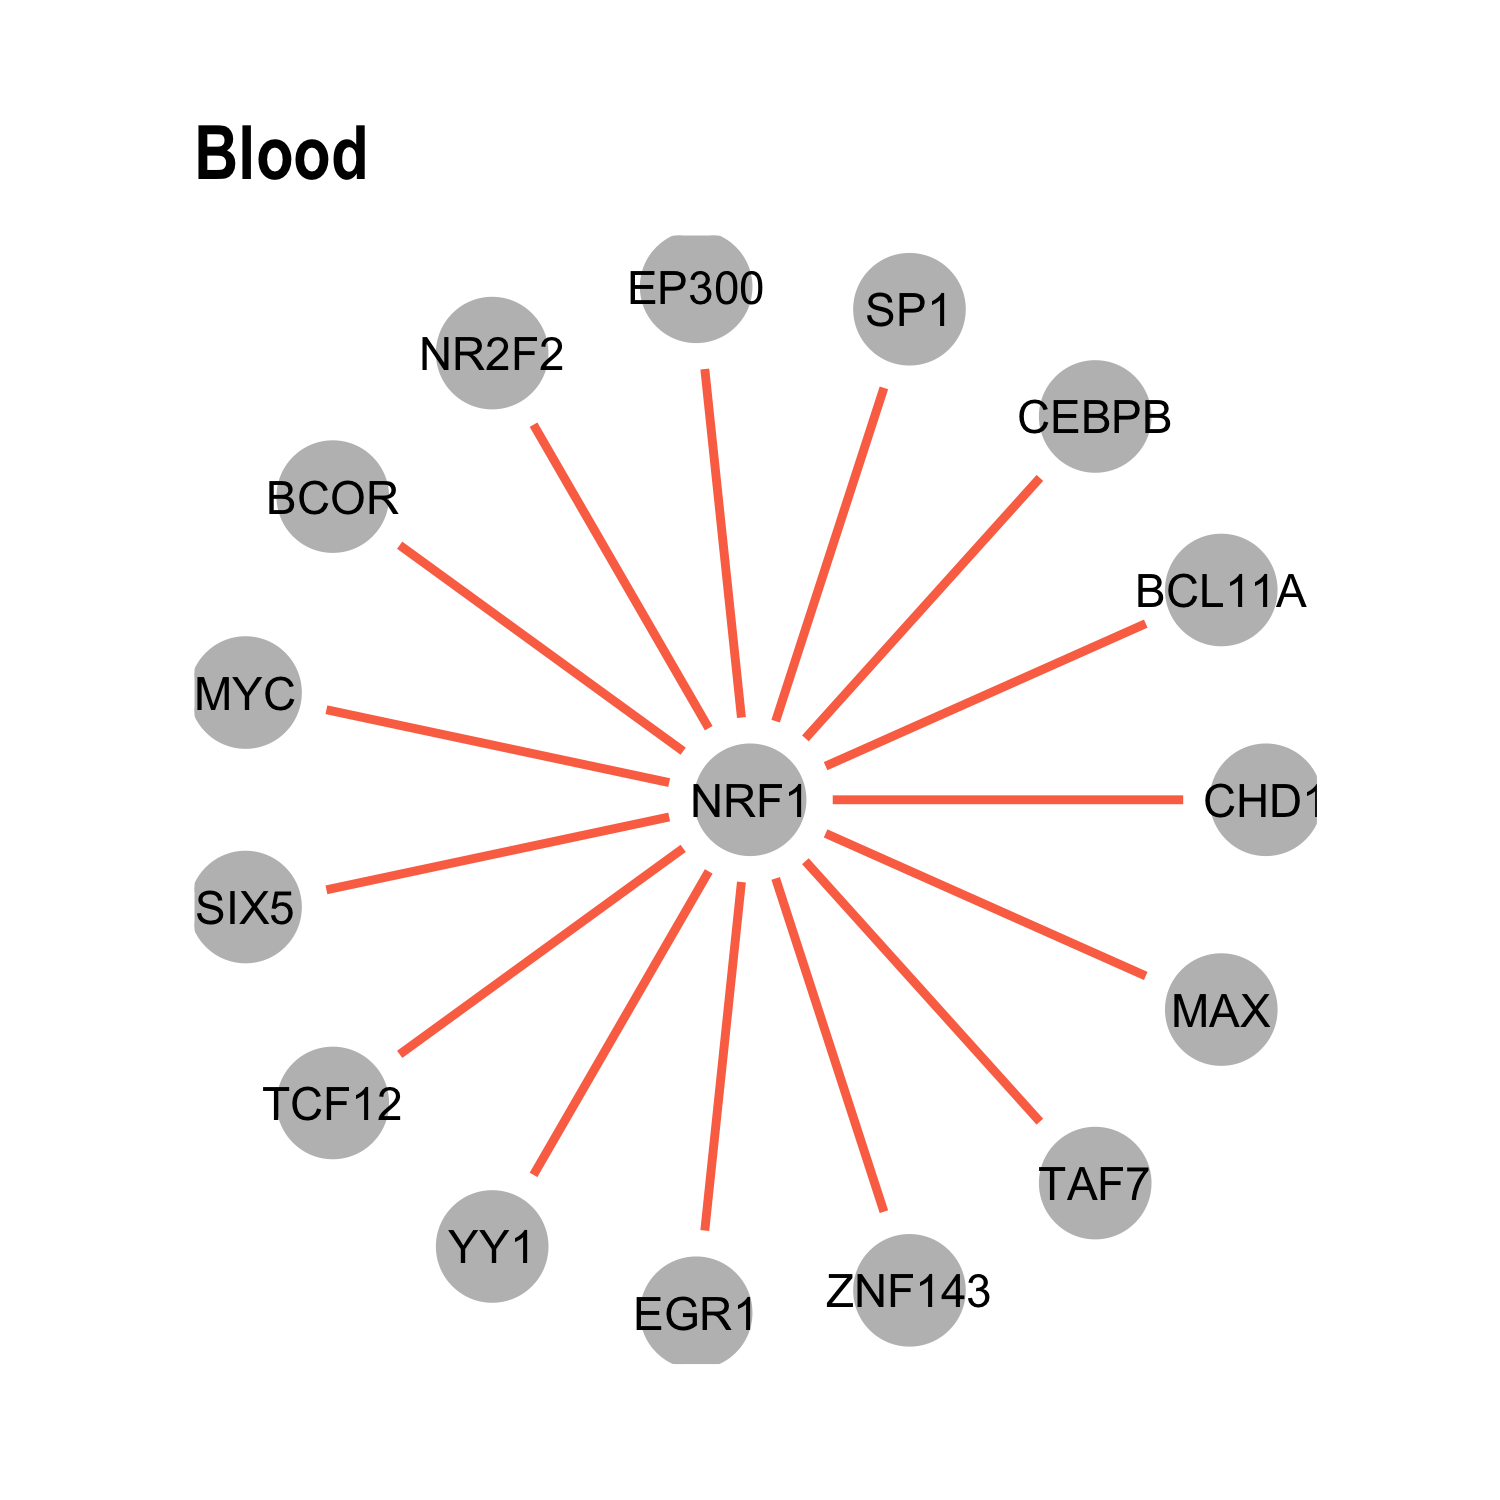 Blood
EP300
SP1
NR2F2
CEBPB
BCOR
BCL11A
MYC
NRF1
CHD1
SIX5
MAX
TCF12
TAF7
YY1
ZNF143
EGR1